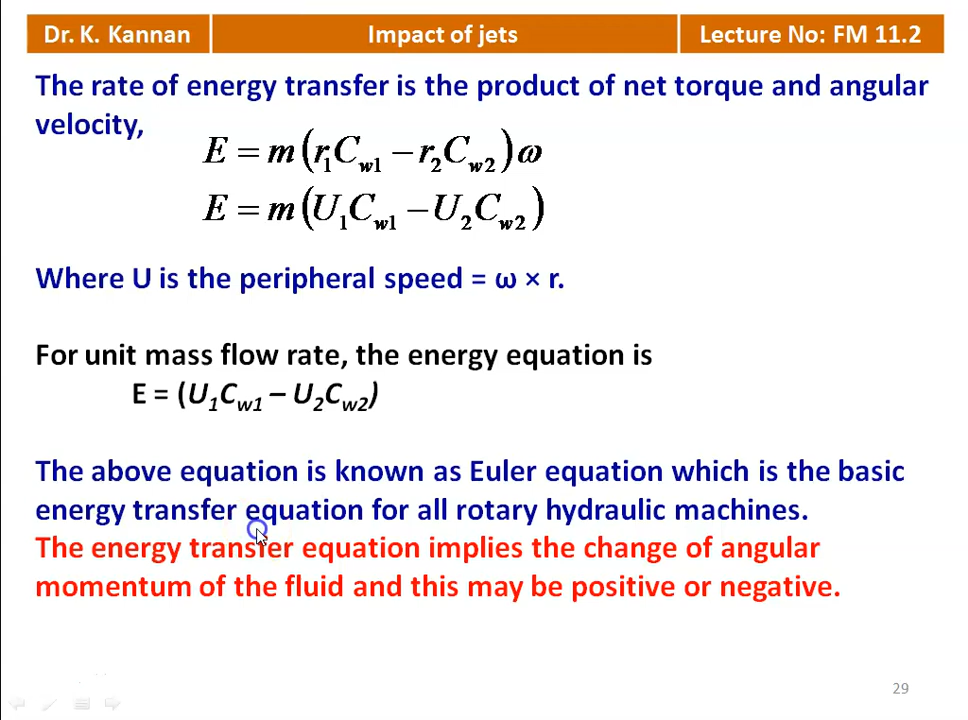 Dr. K. Kannan
Impact of jets
Lecture No: FM 11.2
The rate of energy transfer is the product of net torque and angular
velocity,
E = m(r₁C_w1 − r₂C_w2)ω
E = m(U₁C_w1 − U₂C_w2)
Where U is the peripheral speed = ω × r.
For unit mass flow rate, the energy equation is
E = (U₁C_w1 – U₂C_w2)
The above equation is known as Euler equation which is the basic
energy transfer equation for all rotary hydraulic machines.
The energy transfer equation implies the change of angular
momentum of the fluid and this may be positive or negative.
29